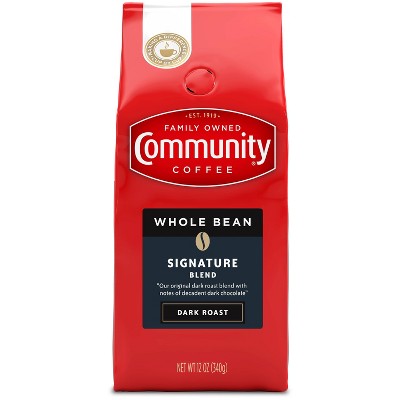 • EST. 1919 •
FAMILY OWNED
Community®
COFFEE
WHOLE BEAN
SIGNATURE
BLEND
"Our original dark roast blend with
notes of decadent dark chocolate"
DARK ROAST
NET WT 12 OZ (340g)